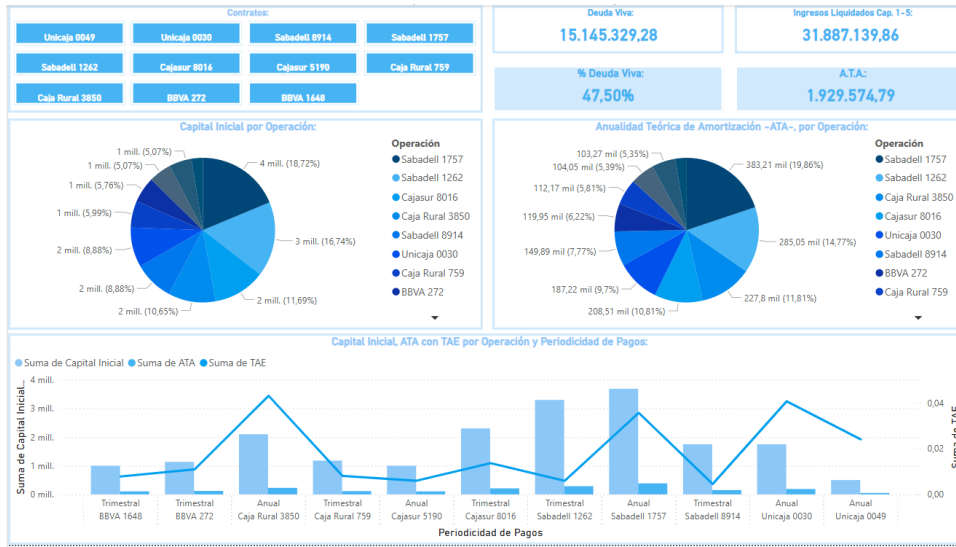 Contratos:
Unicaja 0049
Unicaja 0030
Sabadell 8914
Sabadell 1757
Sabadell 1262
Cajasur 8016
Cajasur 5190
Caja Rural 759
Caja Rural 3850
BBVA 272
BBVA 1648
Deuda Viva:
15.145.329,28
Ingresos Liquidados Cap. 1-5:
31.887.139,86
% Deuda Viva:
47,50%
A.T.A.:
1.929.574,79
Capital Inicial por Operación:
4 mill. (18,72%)
3 mill. (16,74%)
2 mill. (11,69%)
2 mill. (10,65%)
2 mill. (8,88%)
2 mill. (8,88%)
1 mill. (5,99%)
1 mill. (5,76%)
1 mill. (5,07%)
1 mill. (5,07%)
Operación
Sabadell 1757
Sabadell 1262
Cajasur 8016
Caja Rural 3850
Sabadell 8914
Unicaja 0030
Caja Rural 759
BBVA 272
Anualidad Teórica de Amortización -ATA-, por Operación:
383,21 mil (19,86%)
285,05 mil (14,77%)
227,8 mil (11,81%)
208,51 mil (10,81%)
187,22 mil (9,7%)
149,89 mil (7,77%)
119,95 mil (6,22%)
112,17 mil (5,81%)
104,05 mil (5,39%)
103,27 mil (5,35%)
Operación
Sabadell 1757
Sabadell 1262
Caja Rural 3850
Cajasur 8016
Unicaja 0030
Sabadell 8914
BBVA 272
Caja Rural 759
Capital Inicial, ATA con TAE por Operación y Periodicidad de Pagos:
Suma de Capital Inicial
Suma de ATA
Suma de TAE
Suma de Capital Inicial...
4 mill.
3 mill.
2 mill.
1 mill.
0 mill.
0,04
0,02
0,00
Suma de TAE
Trimestral
BBVA 1648
Trimestral
BBVA 272
Anual
Caja Rural 3850
Trimestral
Caja Rural 759
Anual
Cajasur 5190
Trimestral
Cajasur 8016
Trimestral
Sabadell 1262
Anual
Sabadell 1757
Trimestral
Sabadell 8914
Anual
Unicaja 0030
Anual
Unicaja 0049
Periodicidad de Pagos